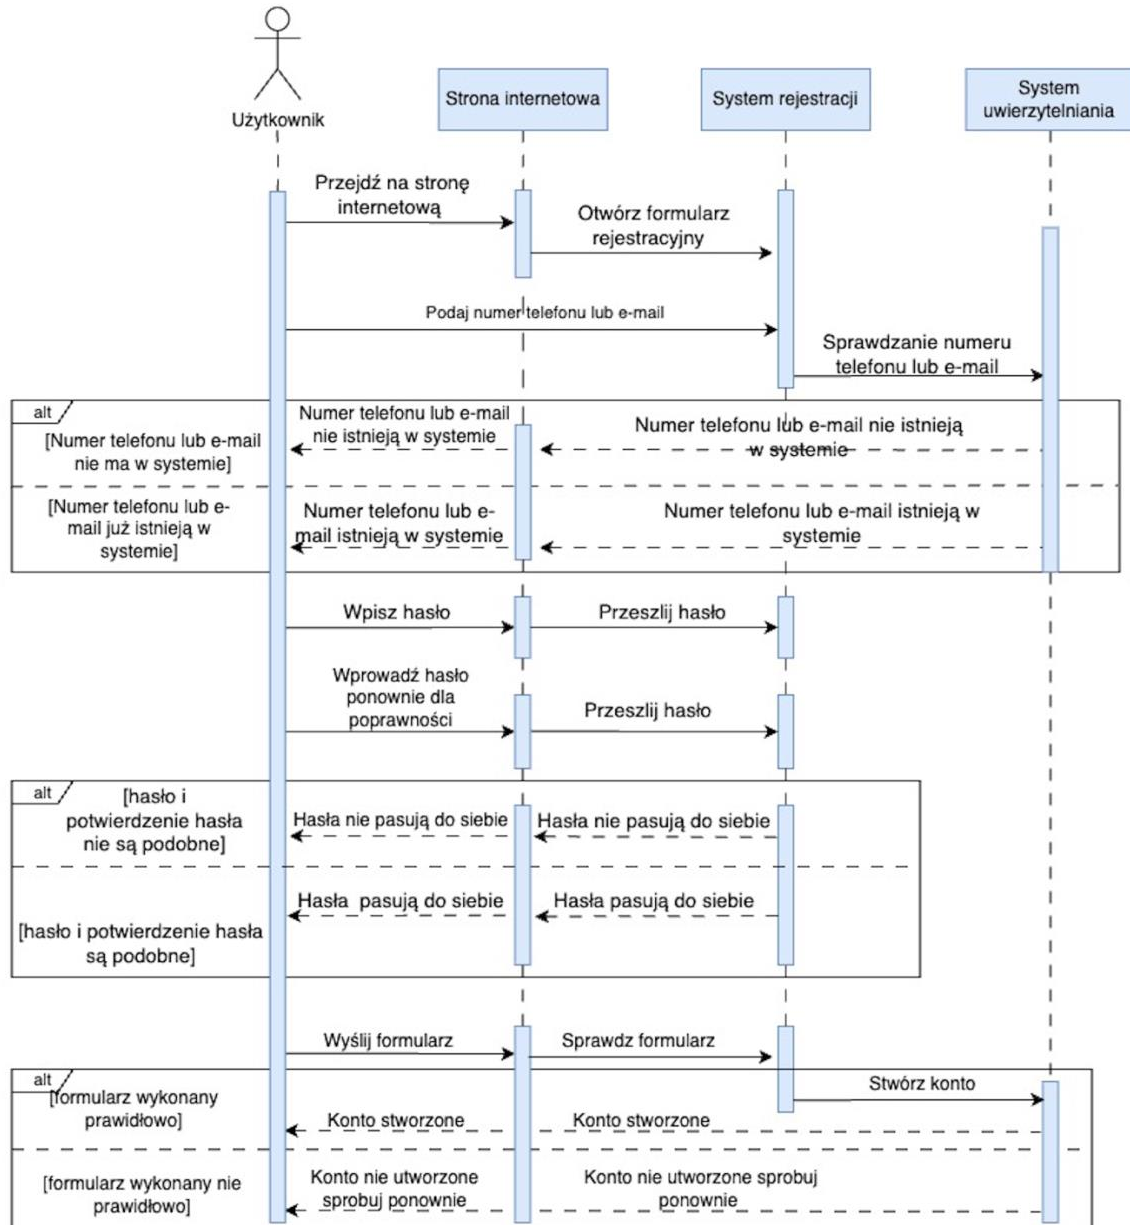 Użytkownik
Strona internetowa
System rejestracji
System
uwierzytelniania
Przejdź na stronę
internetową
Otwórz formularz
rejestracyjny
Podaj numer telefonu lub e-mail
Sprawdzanie numeru
telefonu lub e-mail
alt
[Numer telefonu lub e-mail
nie ma w systemie]
Numer telefonu lub e-mail
nie istnieją w systemie
Numer telefonu lub e-mail nie istnieją
w systemie
[Numer telefonu lub e-
mail już istnieją w
systemie]
Numer telefonu lub e-
mail istnieją w systemie
Numer telefonu lub e-mail istnieją w
systemie
Wpisz hasło
Przeszlij hasło
Wprowadź hasło
ponownie dla
poprawności
Przeszlij hasło
alt
[hasło i
potwierdzenie hasła
nie są podobne]
Hasła nie pasują do siebie
Hasła nie pasują do siebie
Hasła pasują do siebie
Hasła pasują do siebie
[hasło i potwierdzenie hasła
są podobne]
Wyślij formularz
Sprawdz formularz
alt
[formularz wykonany
prawidłowo]
Stwórz konto
Konto stworzone
Konto stworzone
[formularz wykonany nie
prawidłowo]
Konto nie utworzone
sprobuj ponownie
Konto nie utworzone sprobuj
ponownie